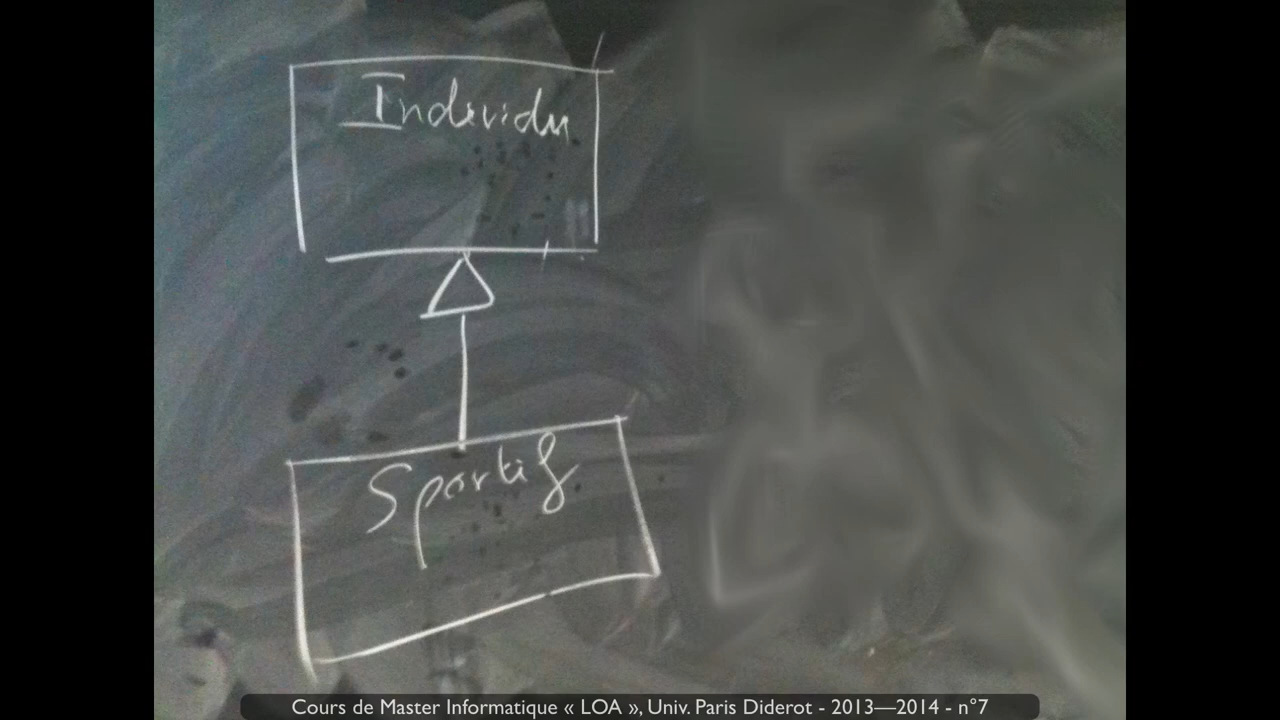 Individu
Sportif
Cours de Master Informatique « LOA », Univ. Paris Diderot - 2013—2014 - n°7